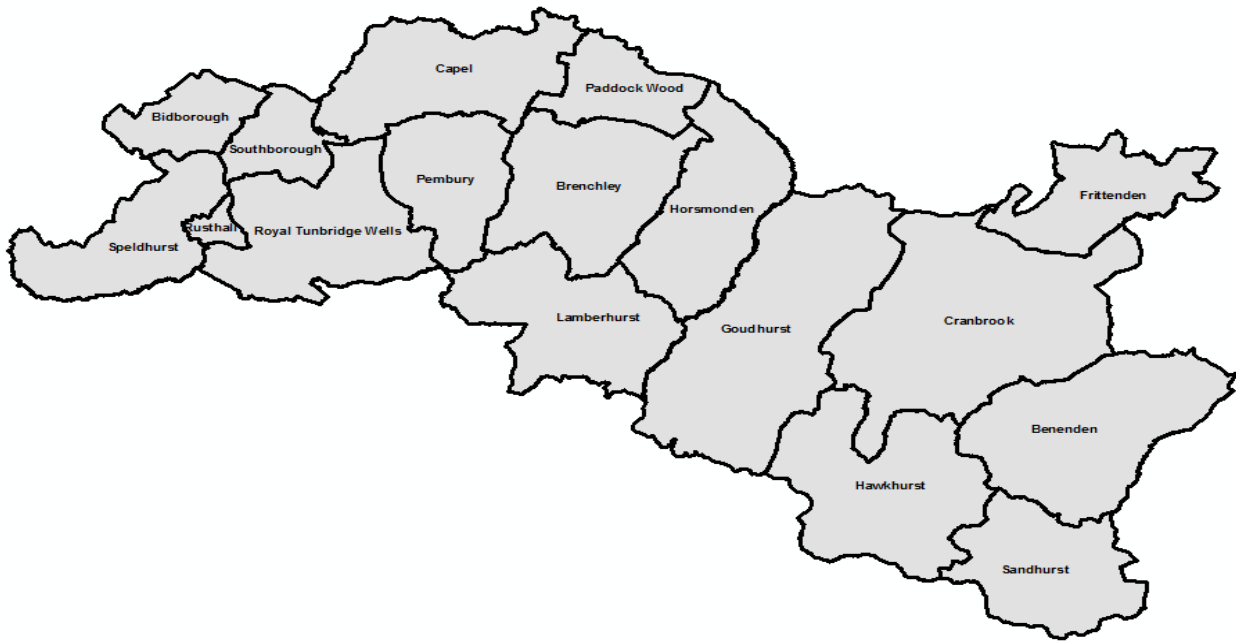 Capel
Paddock Wood
Bidborough
Southborough
Pembury
Brenchley
Frittenden
Horsmonden
Rusthall
Royal Tunbridge Wells
Speldhurst
Lamberhurst
Goudhurst
Cranbrook
Benenden
Hawkhurst
Sandhurst